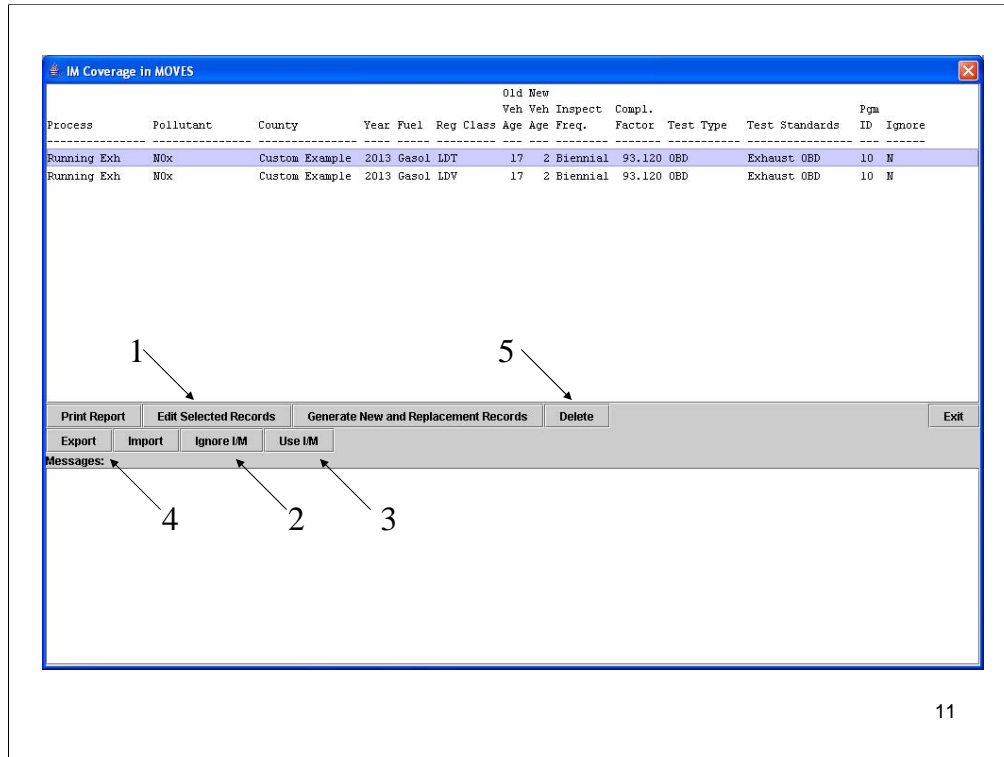 IM Coverage in MOVES
Old New
Veh Veh Inspect Compl. Pgm
Process Pollutant County Year Fuel Reg Class Age Age Freq. Factor Test Type Test Standards ID Ignore
Running Exh NOx Custom Example 2013 Gasol LDT 17 2 Biennial 93.120 OBD Exhaust OBD 10 N
Running Exh NOx Custom Example 2013 Gasol LDV 17 2 Biennial 93.120 OBD Exhaust OBD 10 N
1 5
Print Report Edit Selected Records Generate New and Replacement Records Delete Exit
Export Import Ignore I/M Use I/M
Messages:
4 2 3
11